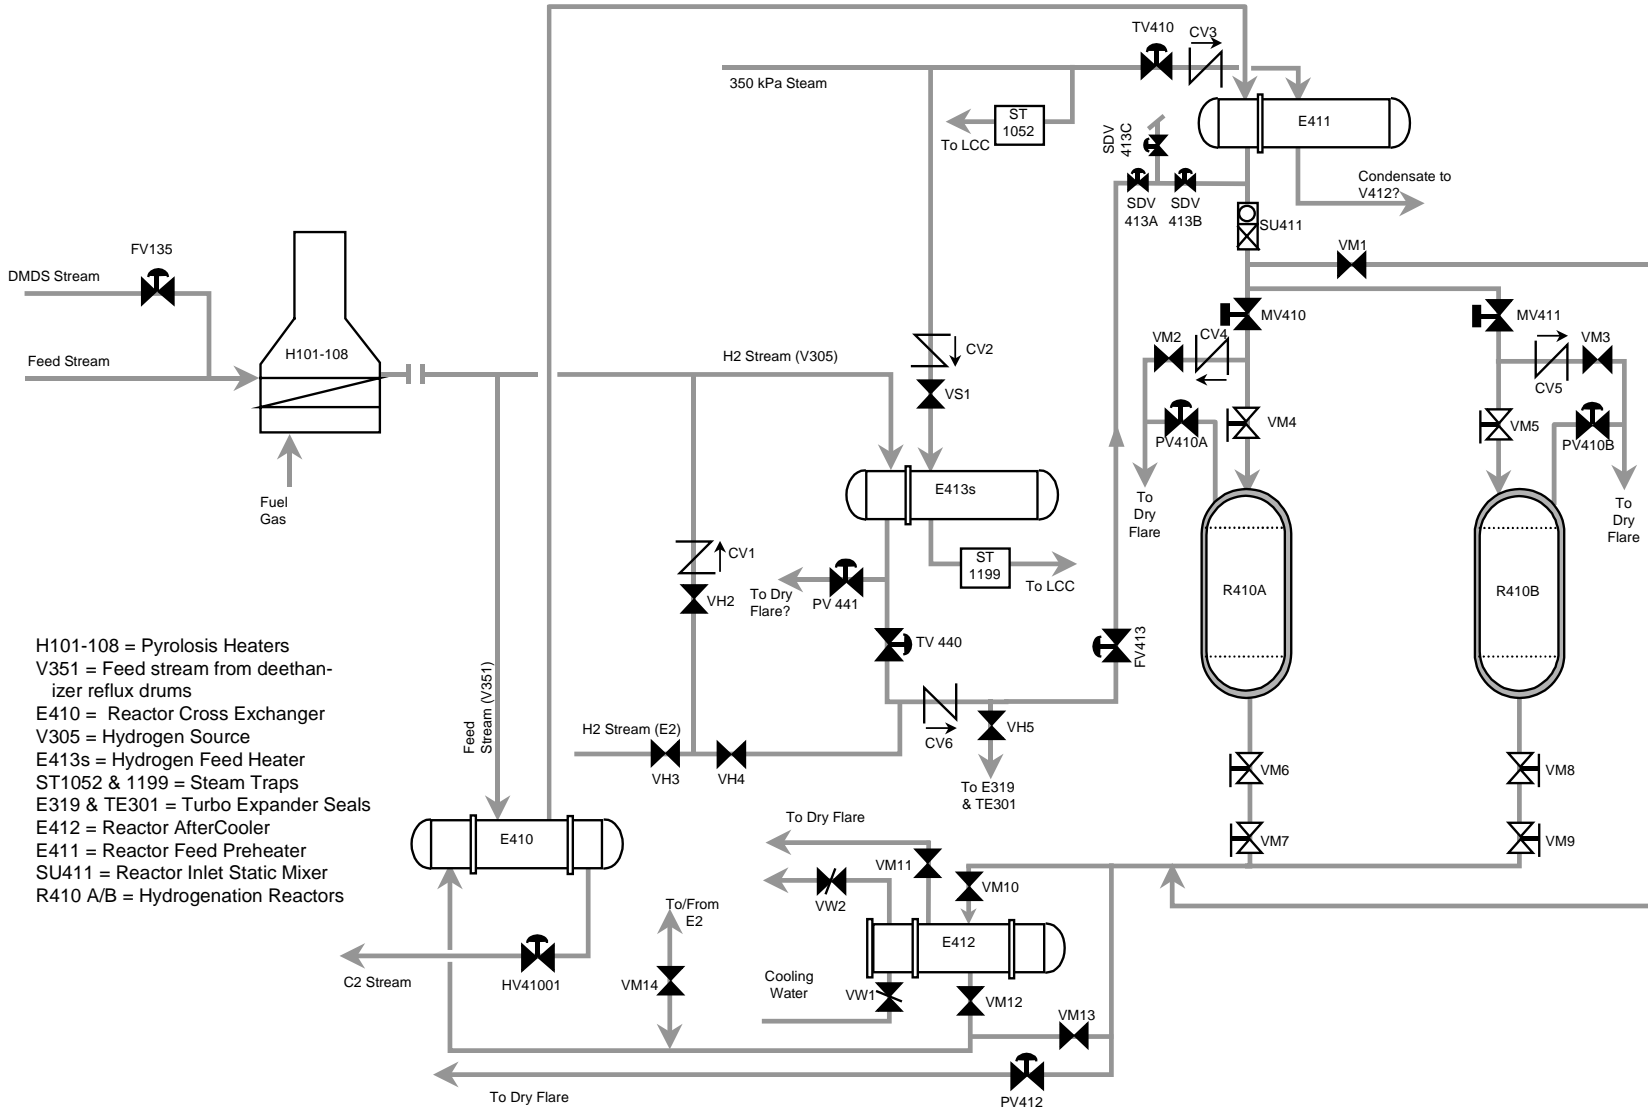 TV410
CV3
350 kPa Steam
ST
1052
To LCC
SDV
413C
E411
SDV
413A
SDV
413B
Condensate to
V412?
SU411
VM1
FV135
DMDS Stream
H101-108
Feed Stream
Fuel
Gas
H2 Stream (V305)
CV2
VS1
MV410
MV411
VM2
CV4
VM3
CV5
PV410A
VM4
VM5
PV410B
To
Dry
Flare
To
Dry
Flare
E413s
CV1
VH2
ST
1199
To LCC
To Dry
Flare?
PV 441
R410A
R410B
TV 440
FV413
H101-108 = Pyrolosis Heaters
V351 = Feed stream from deethan-
izer reflux drums
E410 = Reactor Cross Exchanger
V305 = Hydrogen Source
E413s = Hydrogen Feed Heater
ST1052 & 1199 = Steam Traps
E319 & TE301 = Turbo Expander Seals
E412 = Reactor AfterCooler
E411 = Reactor Feed Preheater
SU411 = Reactor Inlet Static Mixer
R410 A/B = Hydrogenation Reactors
Feed
Stream (V351)
H2 Stream (E2)
VH3
VH4
CV6
VH5
To E319
& TE301
VM6
VM8
VM7
VM9
E410
To Dry Flare
VM11
VM10
VW2
To/From
E2
E412
C2 Stream
HV41001
VM14
Cooling
Water
VW1
VM12
VM13
To Dry Flare
PV412